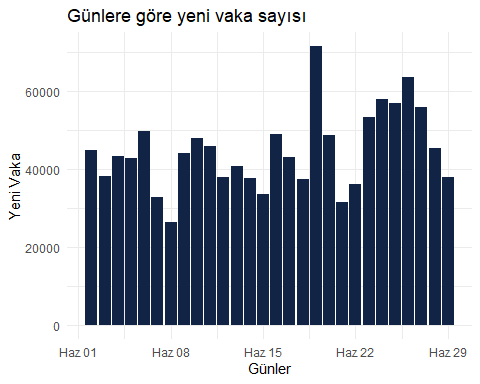 Günlere göre yeni vaka sayısı
Yeni Vaka
60000
40000
20000
0
Haz 01
Haz 08
Haz 15
Haz 22
Haz 29
Günler